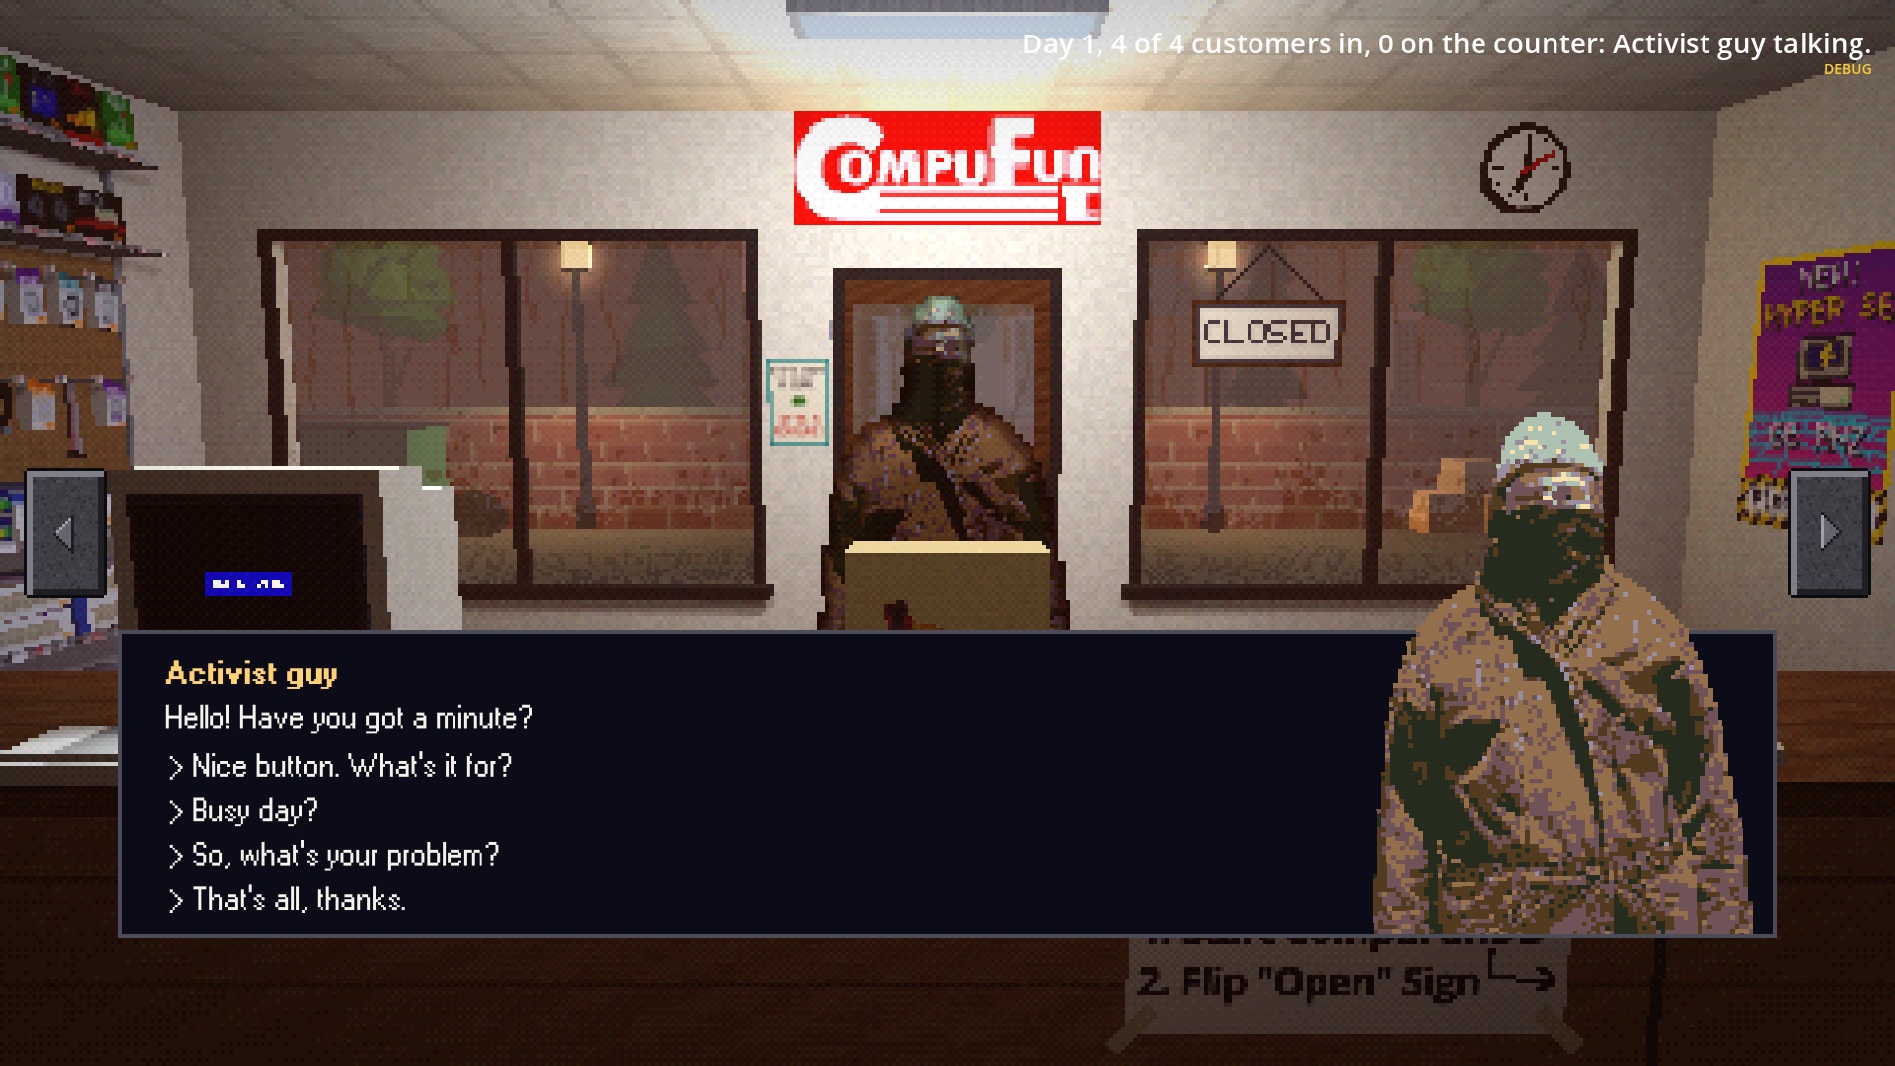 Day 1, 4 of 4 customers in, 0 on the counter: Activist guy talking.
DEBUG
COMPUFUN
CLOSED
NEW!
HYPER SE
Activist guy
Hello! Have you got a minute?
> Nice button. What's it for?
> Busy day?
> So, what's your problem?
> That's all, thanks.
2. Flip "Open" Sign